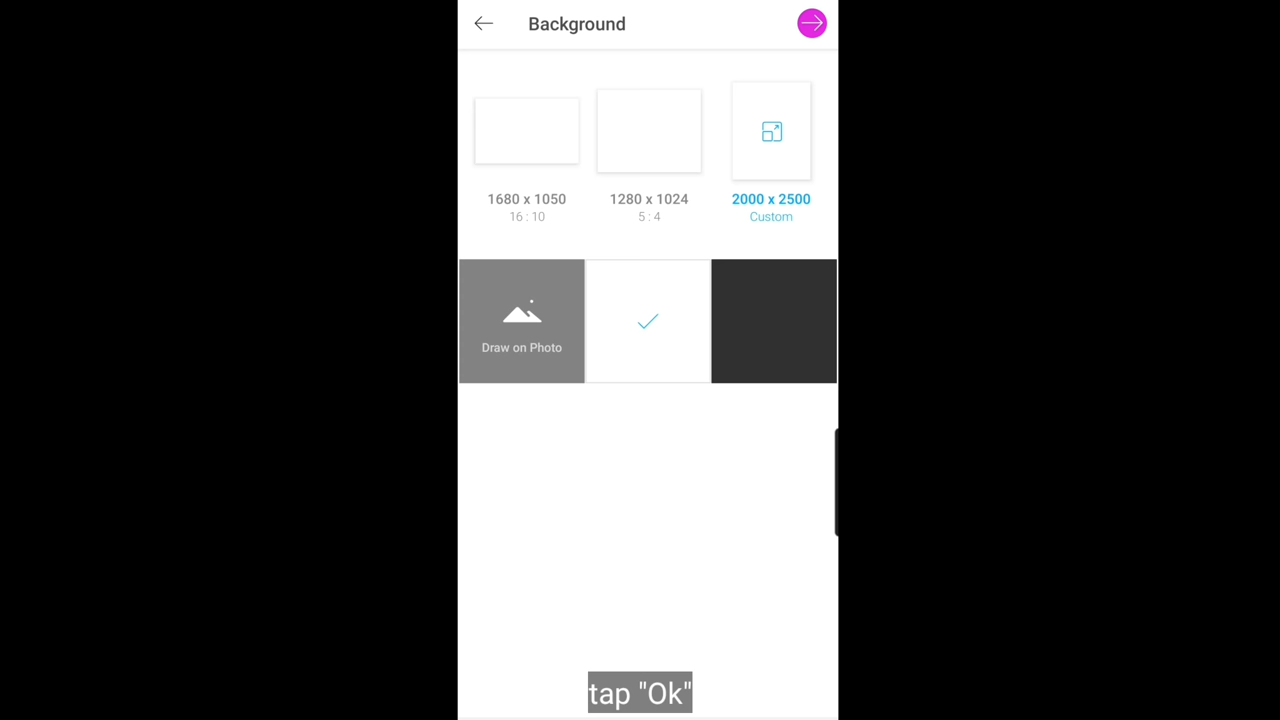 Background
1680 x 1050
16 : 10
1280 x 1024
5 : 4
2000 x 2500
Custom
Draw on Photo
tap "Ok"